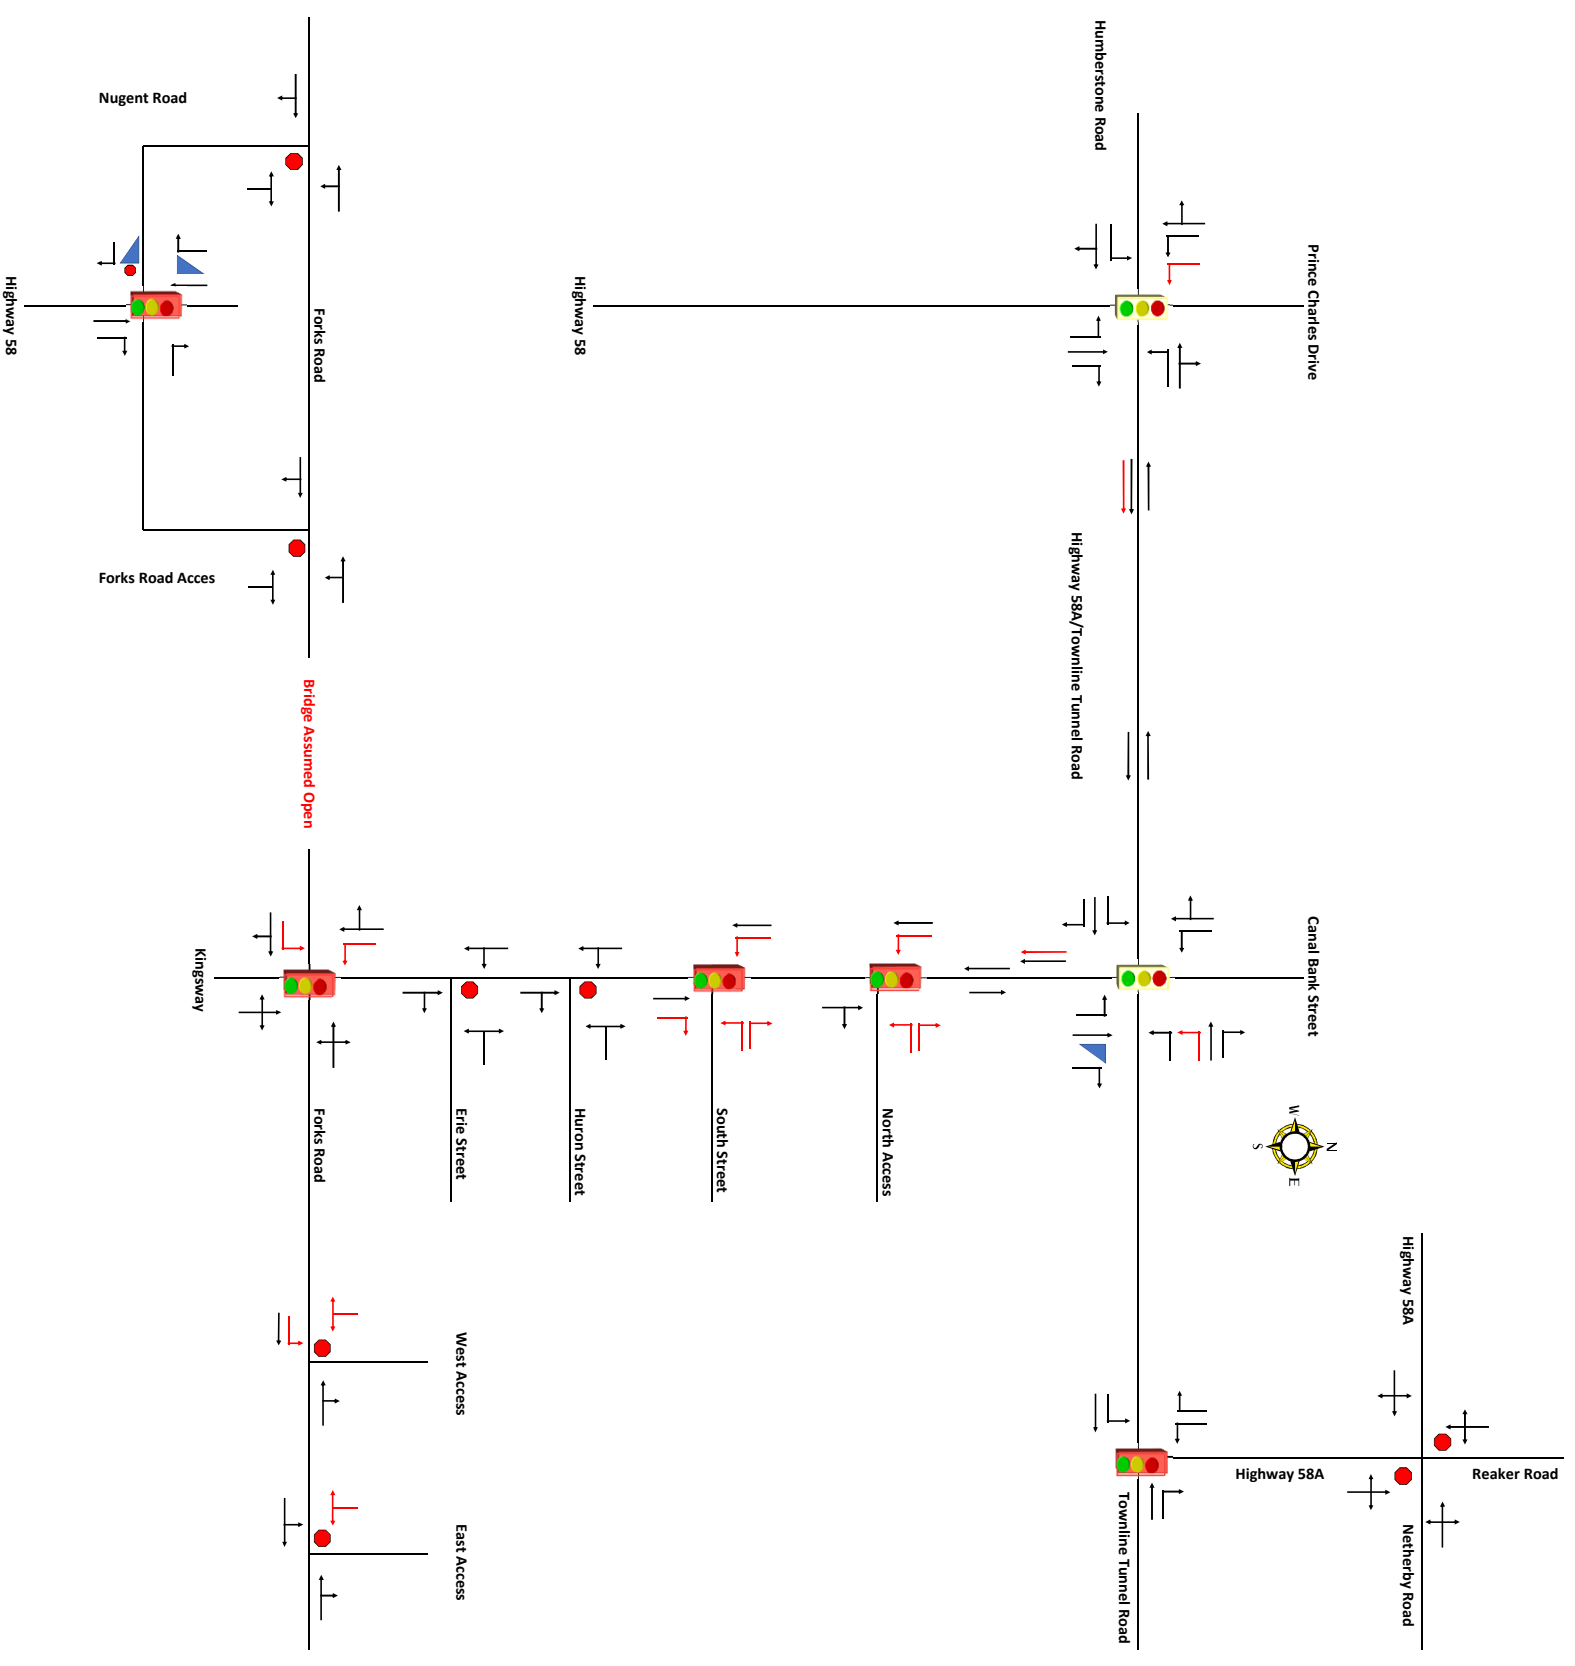 Humberstone Road
Nugent Road
Prince Charles Drive
Highway 58
Highway 58
Forks Road
Highway 58A/Townline Tunnel Road
Forks Road Acces
Bridge Assumed Open
Canal Bank Street
Kingsway
Forks Road
Erie Street
Huron Street
South Street
North Access
W
N
S
E
Highway 58A
West Access
Highway 58A
Reaker Road
Townline Tunnel Road
East Access
Netherby Road